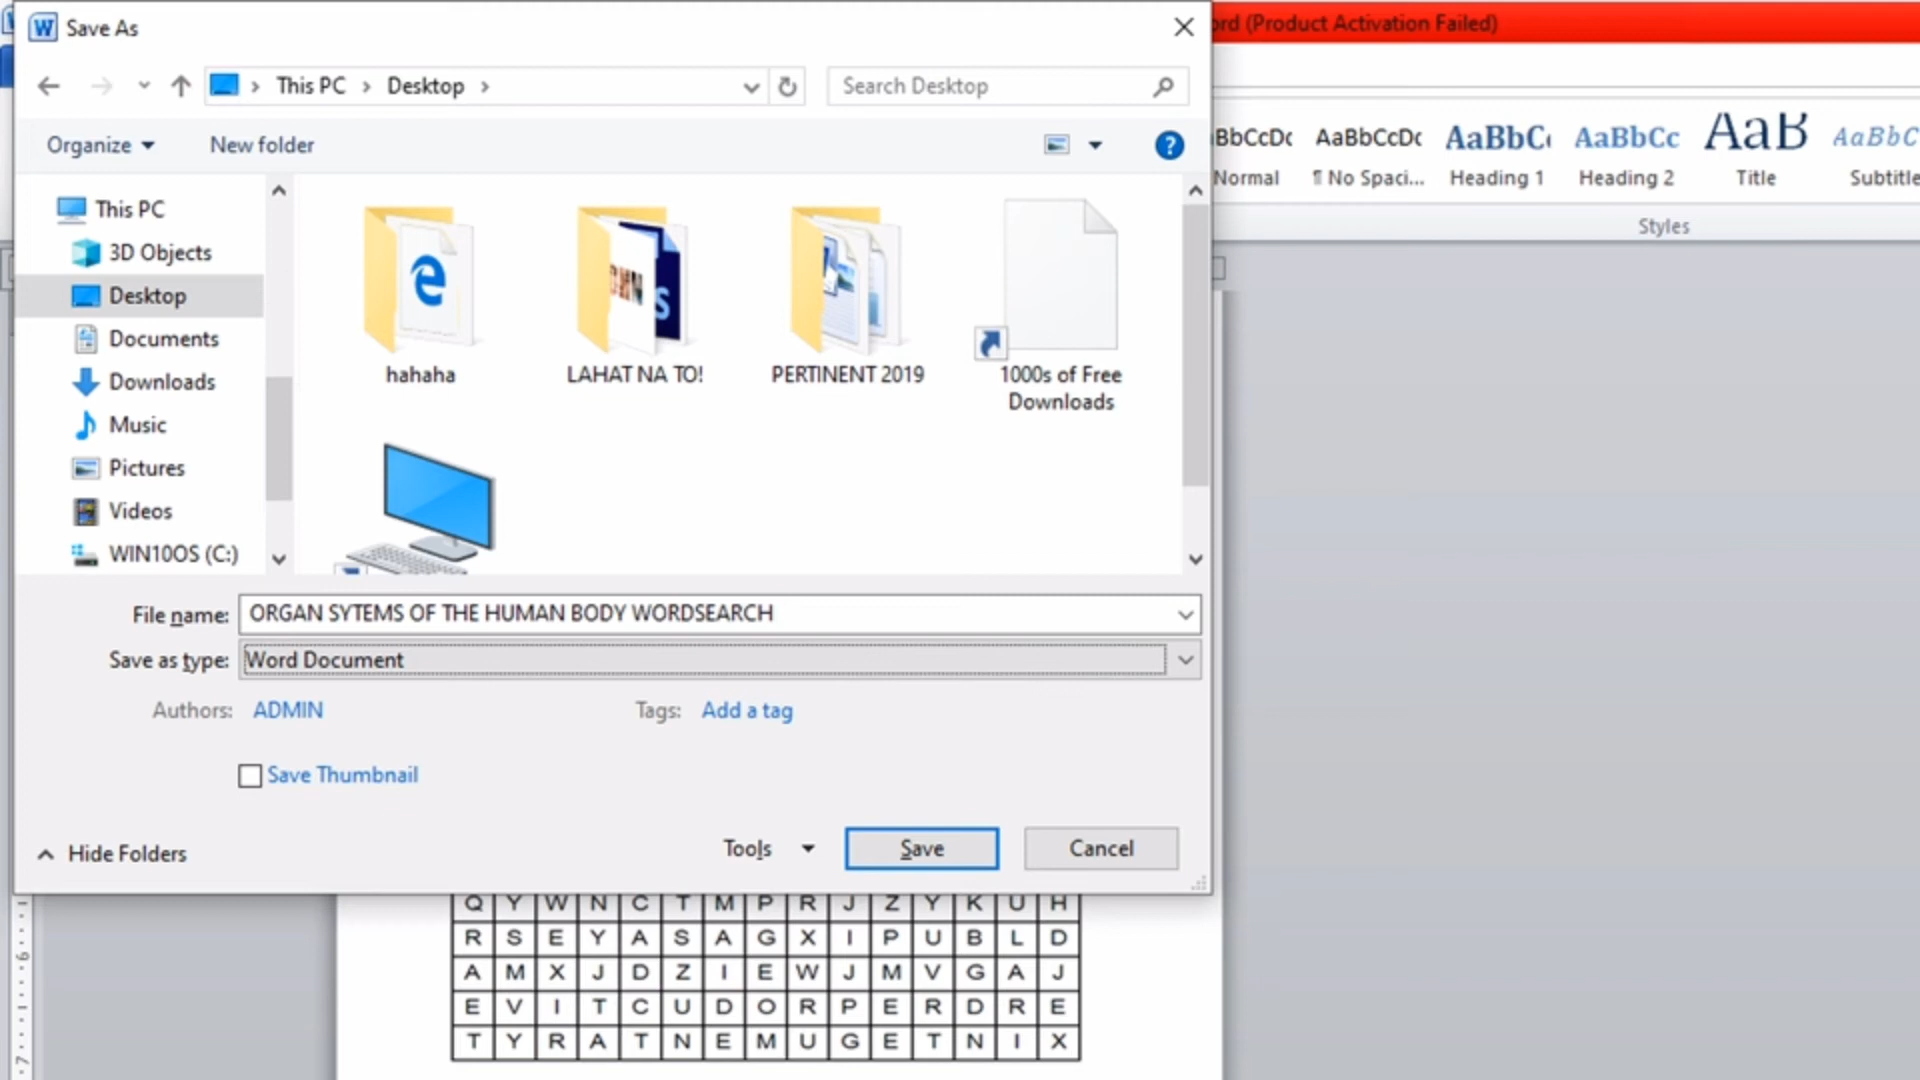 Save As
ord (Product Activation Failed)
This PC
Desktop
Search Desktop
Organize
New folder
BbCcDc AaBbCcDc AaBbC AaBbCc AaB AaBbC
Normal ¶ No Spaci... Heading 1 Heading 2 Title Subtitle
Styles
This PC
3D Objects
Desktop
Documents
Downloads
Music
Pictures
Videos
WIN10OS (C:)
hahaha
LAHAT NA TO!
PERTINENT 2019
1000s of Free
Downloads
File name: ORGAN SYTEMS OF THE HUMAN BODY WORDSEARCH
Save as type: Word Document
Authors: ADMIN
Tags: Add a tag
Save Thumbnail
Hide Folders
Tools
Save
Cancel
Q Y W N C T M P R J Z Y K U H
R S E Y A S A G X I P U B L D
A M X J D Z I E W J M V G A J
E V I T C U D O R P E R D R E
T Y R A T N E M U G E T N I X